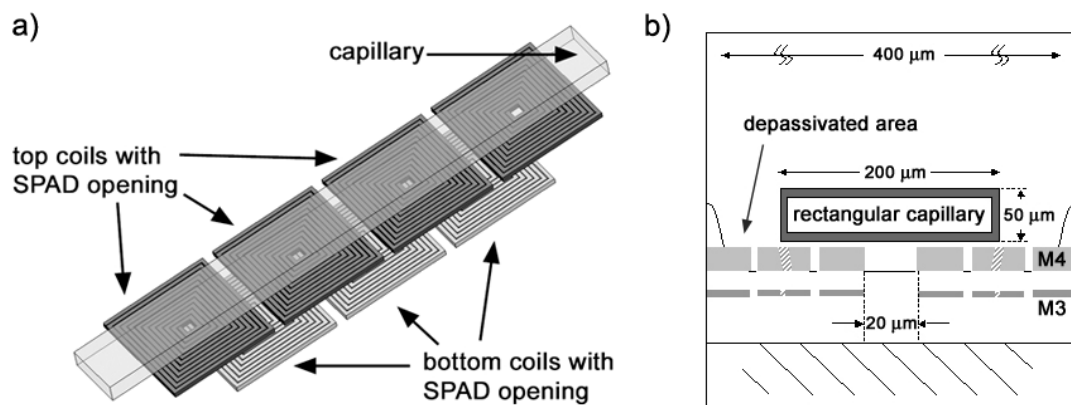 a)
capillary
top coils with
SPAD opening
bottom coils with
SPAD opening
b)
400 µm
depassivated area
200 µm
rectangular capillary
50 µm
M4
M3
20 µm